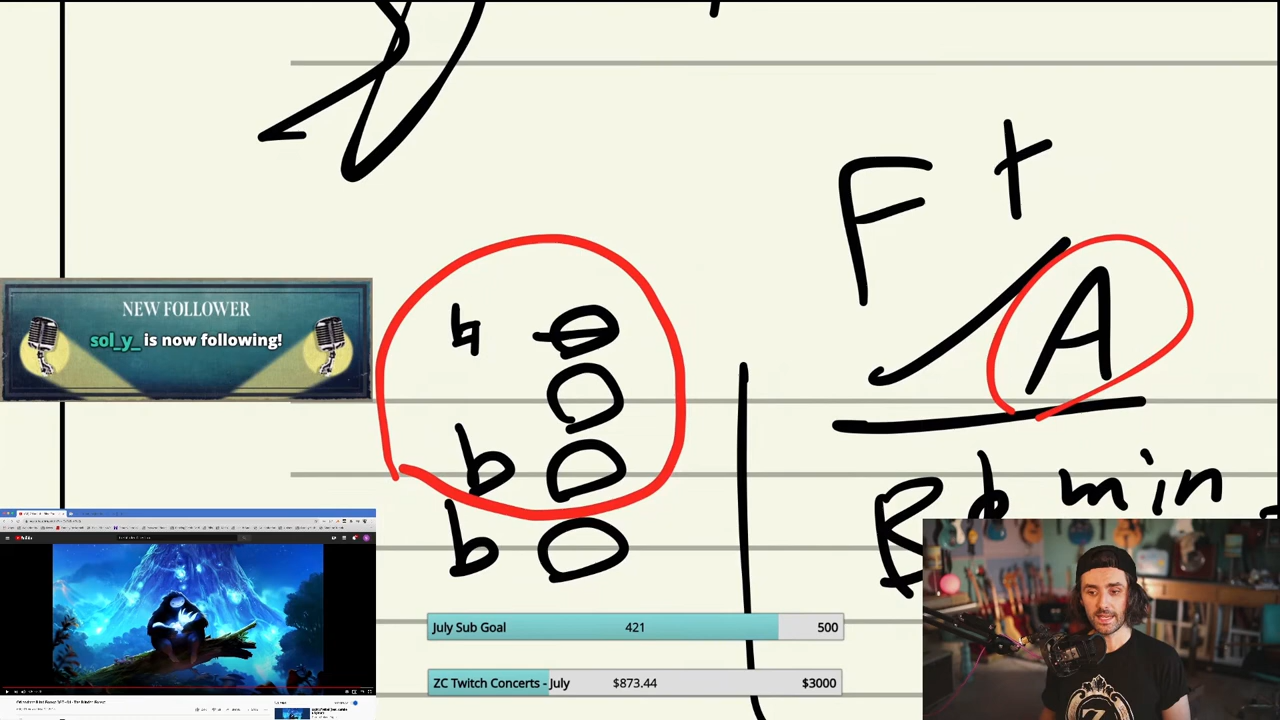 F+
A
♮
b
b
Bb min
NEW FOLLOWER
sol_y_ is now following!
July Sub Goal 421 500
ZC Twitch Concerts - July $873.44 $3000